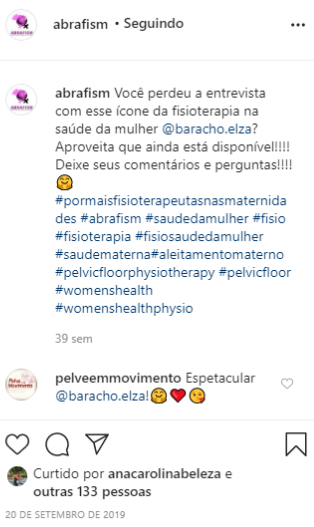 abrafism • Seguindo
abrafism Você perdeu a entrevista
com esse ícone da fisioterapia na
saúde da mulher @baracho.elza?
Aproveita que ainda está disponível!!!!
Deixe seus comentários e perguntas!!!!
🤗
#pormaisfisioterapeutasnasmaternida
des #abrafism #saudedamulher #fisio
#fisioterapia #fisiosaudedamulher
#saudematerna#aleitamentomaterno
#pelvicfloorphysiotherapy #pelvicfloor
#womenshealth
#womenshealthphysio
39 sem
pelveemmovimento Espetacular
@baracho.elza!🤗❤️😘
Curtido por anacarolinabeleza e
outras 133 pessoas
20 DE SETEMBRO DE 2019